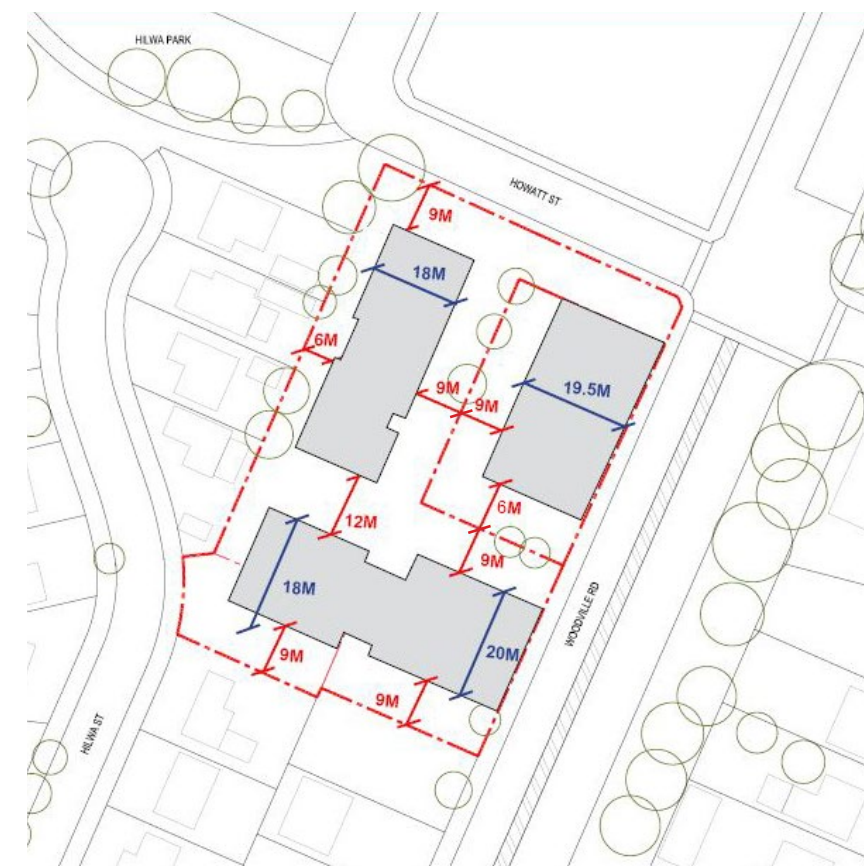 HILWA PARK
HOWATT ST
9M
18M
6M
9M
9M
19.5M
12M
6M
9M
18M
9M
20M
9M
WOODVILLE RD
HILWA ST